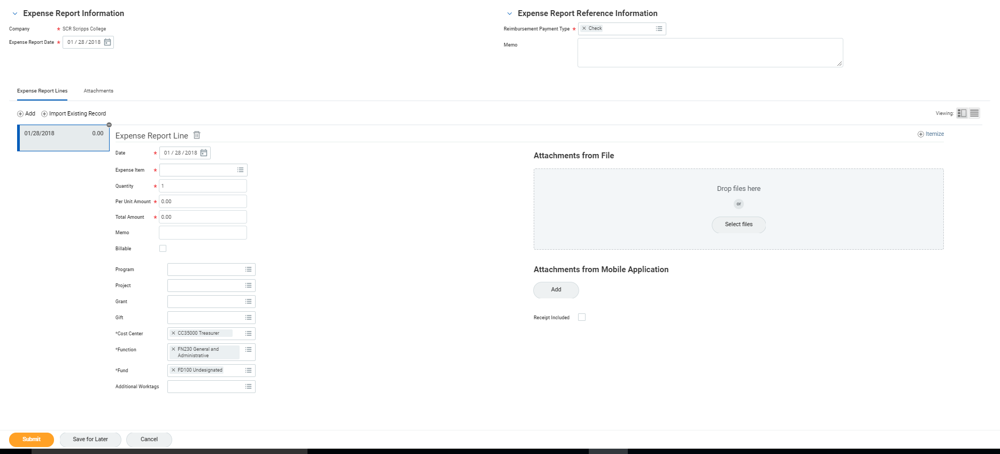 Expense Report Information
Company * SCR Scripps College
Expense Report Date * 01 / 28 / 2018
Expense Report Reference Information
Reimbursement Payment Type * × Check
Memo
Expense Report Lines Attachments
Add Import Existing Record
Viewing:
01/28/2018 0.00
Expense Report Line
Itemize
Date * 01 / 28 / 2018
Expense Item *
Quantity * 1
Per Unit Amount * 0.00
Total Amount * 0.00
Memo
Billable
Program
Project
Grant
Gift
*Cost Center × CC35000 Treasurer
*Function × FN230 General and
Administrative
*Fund × FD100 Undesignated
Additional Worktags
Attachments from File
Drop files here
or
Select files
Attachments from Mobile Application
Add
Receipt Included
Submit Save for Later Cancel